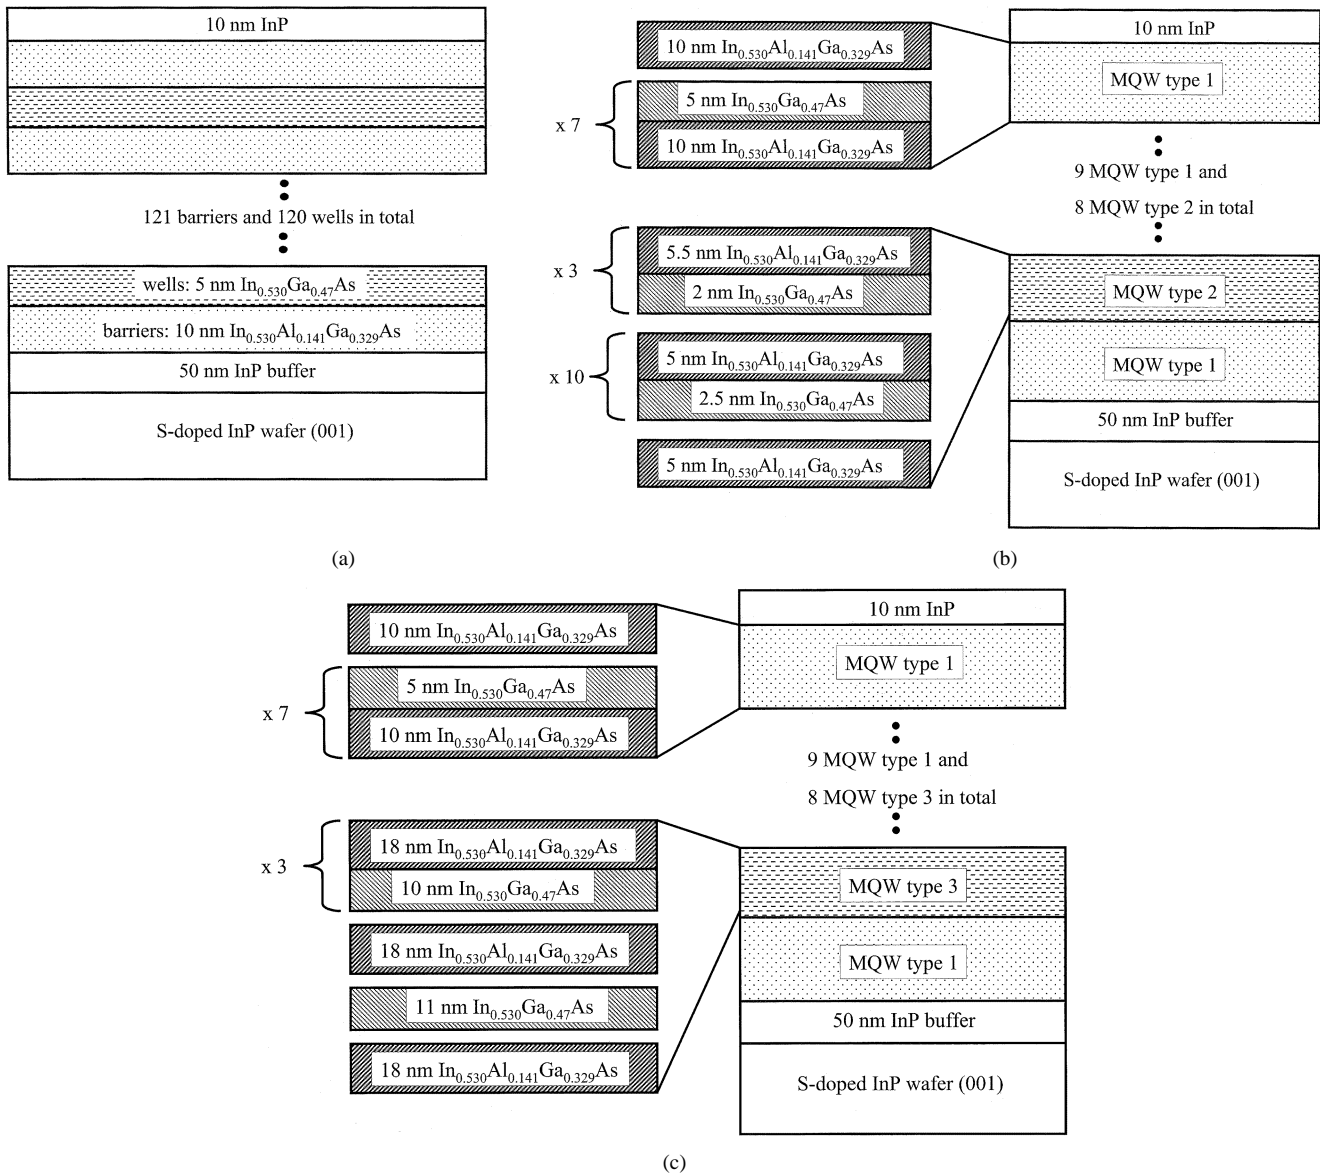 10 nm InP
121 barriers and 120 wells in total
wells: 5 nm In0.530Ga0.47As
barriers: 10 nm In0.530Al0.141Ga0.329As
50 nm InP buffer
S-doped InP wafer (001)
(a)
10 nm In0.530Al0.141Ga0.329As
x 7
5 nm In0.530Ga0.47As
10 nm In0.530Al0.141Ga0.329As
x 3
5.5 nm In0.530Al0.141Ga0.329As
2 nm In0.530Ga0.47As
x 10
5 nm In0.530Al0.141Ga0.329As
2.5 nm In0.530Ga0.47As
5 nm In0.530Al0.141Ga0.329As
10 nm InP
MQW type 1
9 MQW type 1 and
8 MQW type 2 in total
MQW type 2
MQW type 1
50 nm InP buffer
S-doped InP wafer (001)
(b)
10 nm In0.530Al0.141Ga0.329As
x 7
5 nm In0.530Ga0.47As
10 nm In0.530Al0.141Ga0.329As
x 3
18 nm In0.530Al0.141Ga0.329As
10 nm In0.530Ga0.47As
18 nm In0.530Al0.141Ga0.329As
11 nm In0.530Ga0.47As
18 nm In0.530Al0.141Ga0.329As
10 nm InP
MQW type 1
9 MQW type 1 and
8 MQW type 3 in total
MQW type 3
MQW type 1
50 nm InP buffer
S-doped InP wafer (001)
(c)